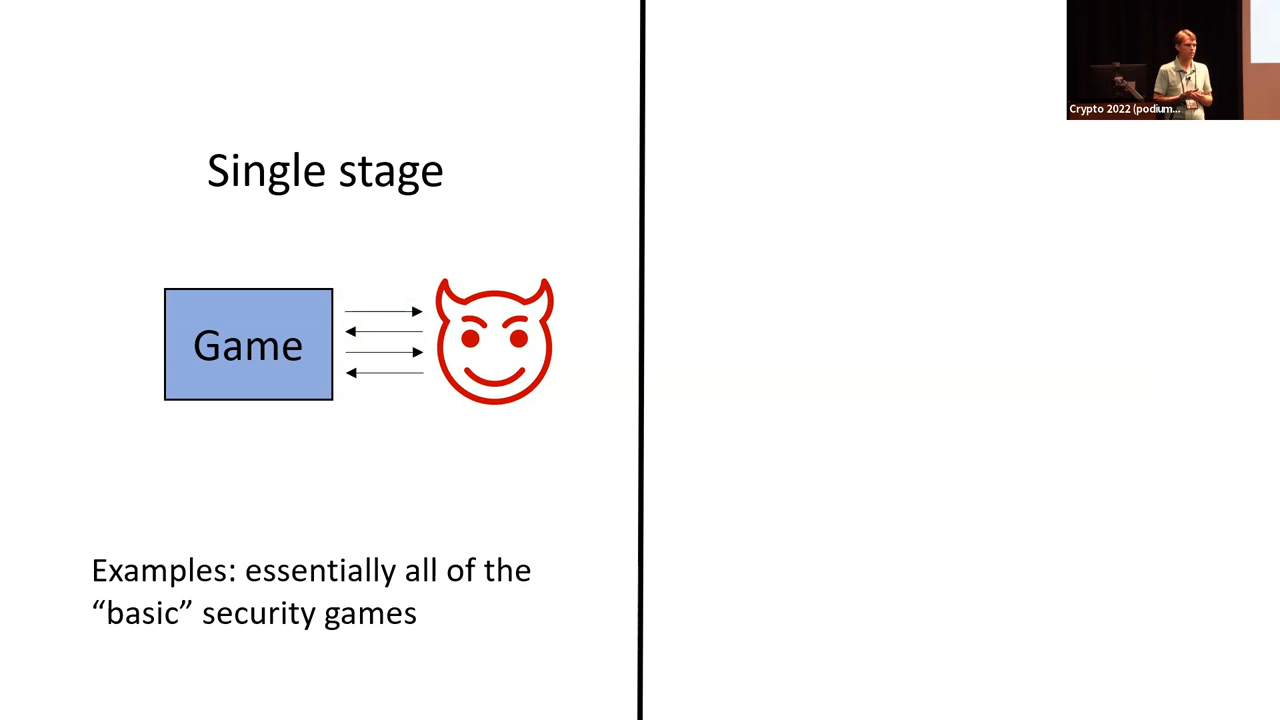 Single stage
Game
Examples: essentially all of the
“basic” security games
Crypto 2022 (podium...